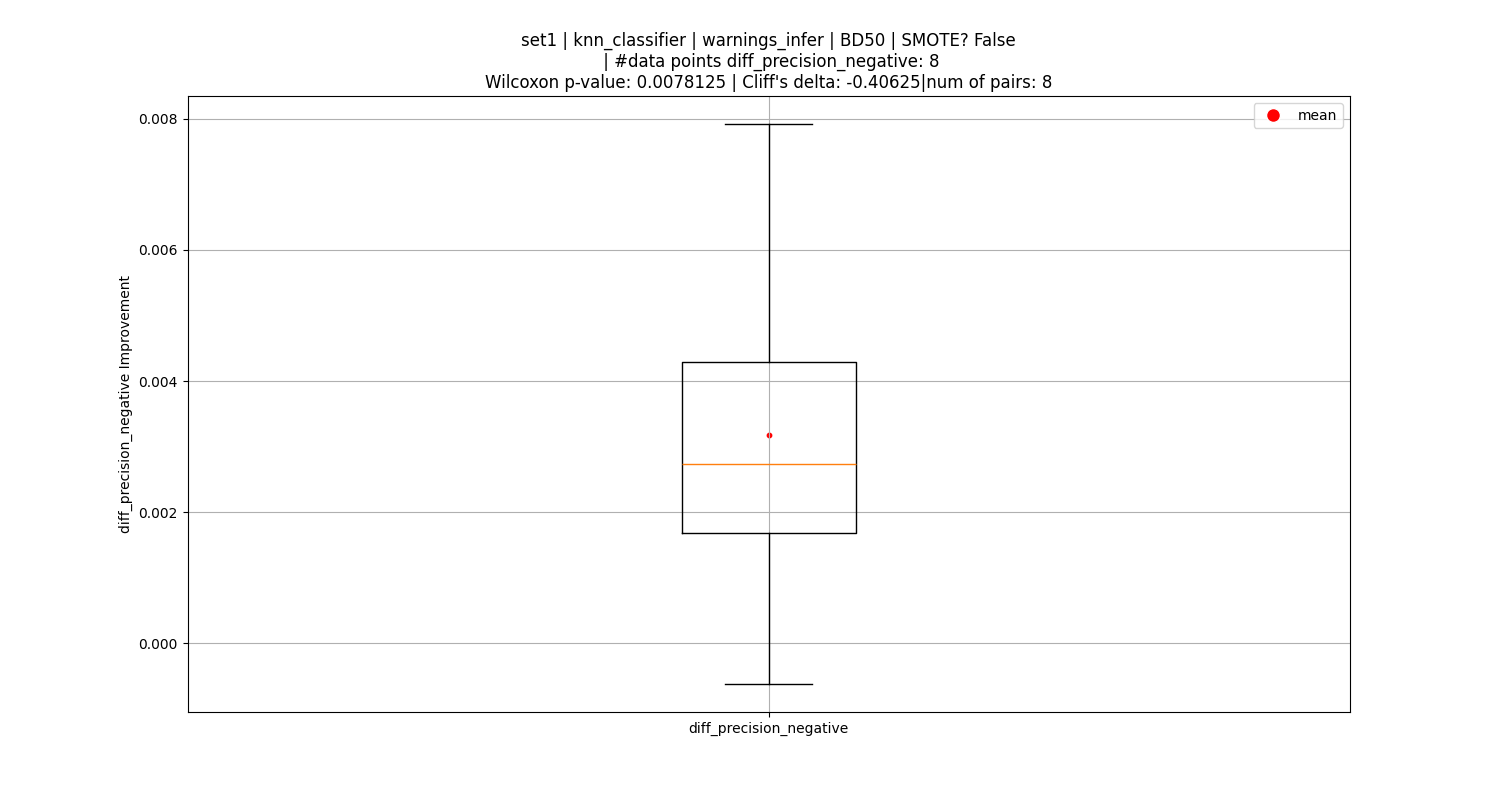 set1 | knn_classifier | warnings_infer | BD50 | SMOTE? False
| #data points diff_precision_negative: 8
Wilcoxon p-value: 0.0078125 | Cliff's delta: -0.40625|num of pairs: 8
mean
0.008
0.006
0.004
0.002
0.000
diff_precision_negative Improvement
diff_precision_negative